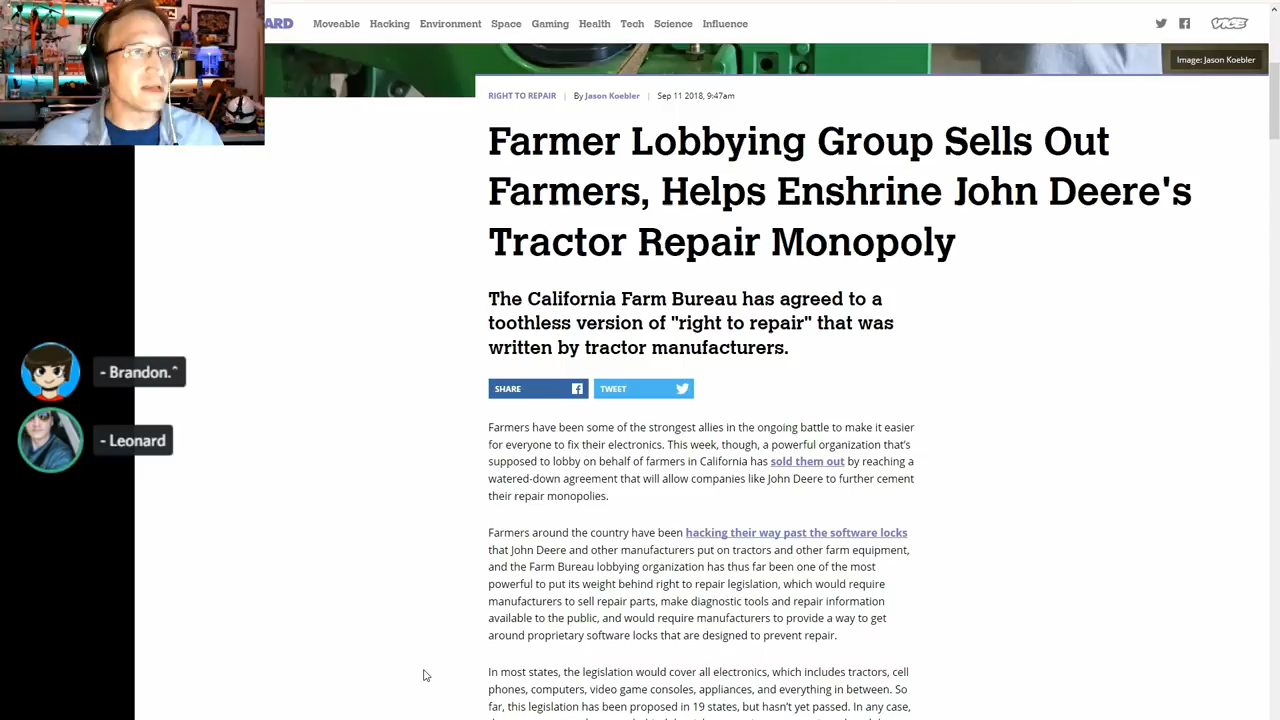 ARD Moveable Hacking Environment Space Gaming Health Tech Science Influence VICE
Image: Jason Koebler
RIGHT TO REPAIR | By Jason Koebler | Sep 11 2018, 9:47am
Farmer Lobbying Group Sells Out
Farmers, Helps Enshrine John Deere's
Tractor Repair Monopoly
The California Farm Bureau has agreed to a
toothless version of "right to repair" that was
written by tractor manufacturers.
SHARE TWEET
- Brandon.^
- Leonard
Farmers have been some of the strongest allies in the ongoing battle to make it easier
for everyone to fix their electronics. This week, though, a powerful organization that's
supposed to lobby on behalf of farmers in California has sold them out by reaching a
watered-down agreement that will allow companies like John Deere to further cement
their repair monopolies.
Farmers around the country have been hacking their way past the software locks
that John Deere and other manufacturers put on tractors and other farm equipment,
and the Farm Bureau lobbying organization has thus far been one of the most
powerful to put its weight behind right to repair legislation, which would require
manufacturers to sell repair parts, make diagnostic tools and repair information
available to the public, and would require manufacturers to provide a way to get
around proprietary software locks that are designed to prevent repair.
In most states, the legislation would cover all electronics, which includes tractors, cell
phones, computers, video game consoles, appliances, and everything in between. So
far, this legislation has been proposed in 19 states, but hasn't yet passed. In any case,